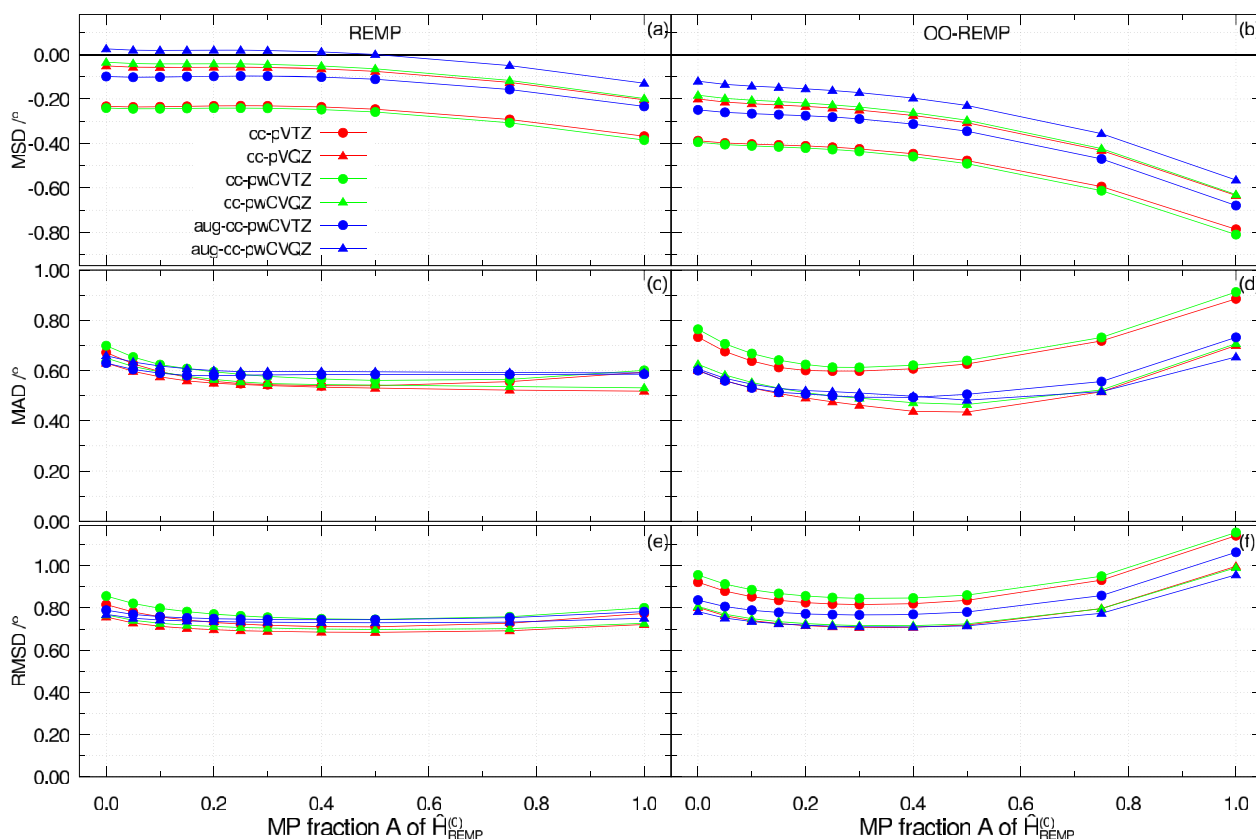 REMP
(a)
OO-REMP
(b)
0.00
-0.20
-0.40
-0.60
-0.80
MSD /°
cc-pVTZ
cc-pVQZ
cc-pwCVTZ
cc-pwCVQZ
aug-cc-pwCVTZ
aug-cc-pwCVQZ
1.00
0.80
0.60
0.40
0.20
0.00
MAD /°
(c)
(d)
1.00
0.80
0.60
0.40
0.20
0.00
RMSD /°
(e)
(f)
0.0 0.2 0.4 0.6 0.8 1.0
0.0 0.2 0.4 0.6 0.8 1.0
MP fraction A of Ĥ(0)REMP
MP fraction A of Ĥ(0)REMP